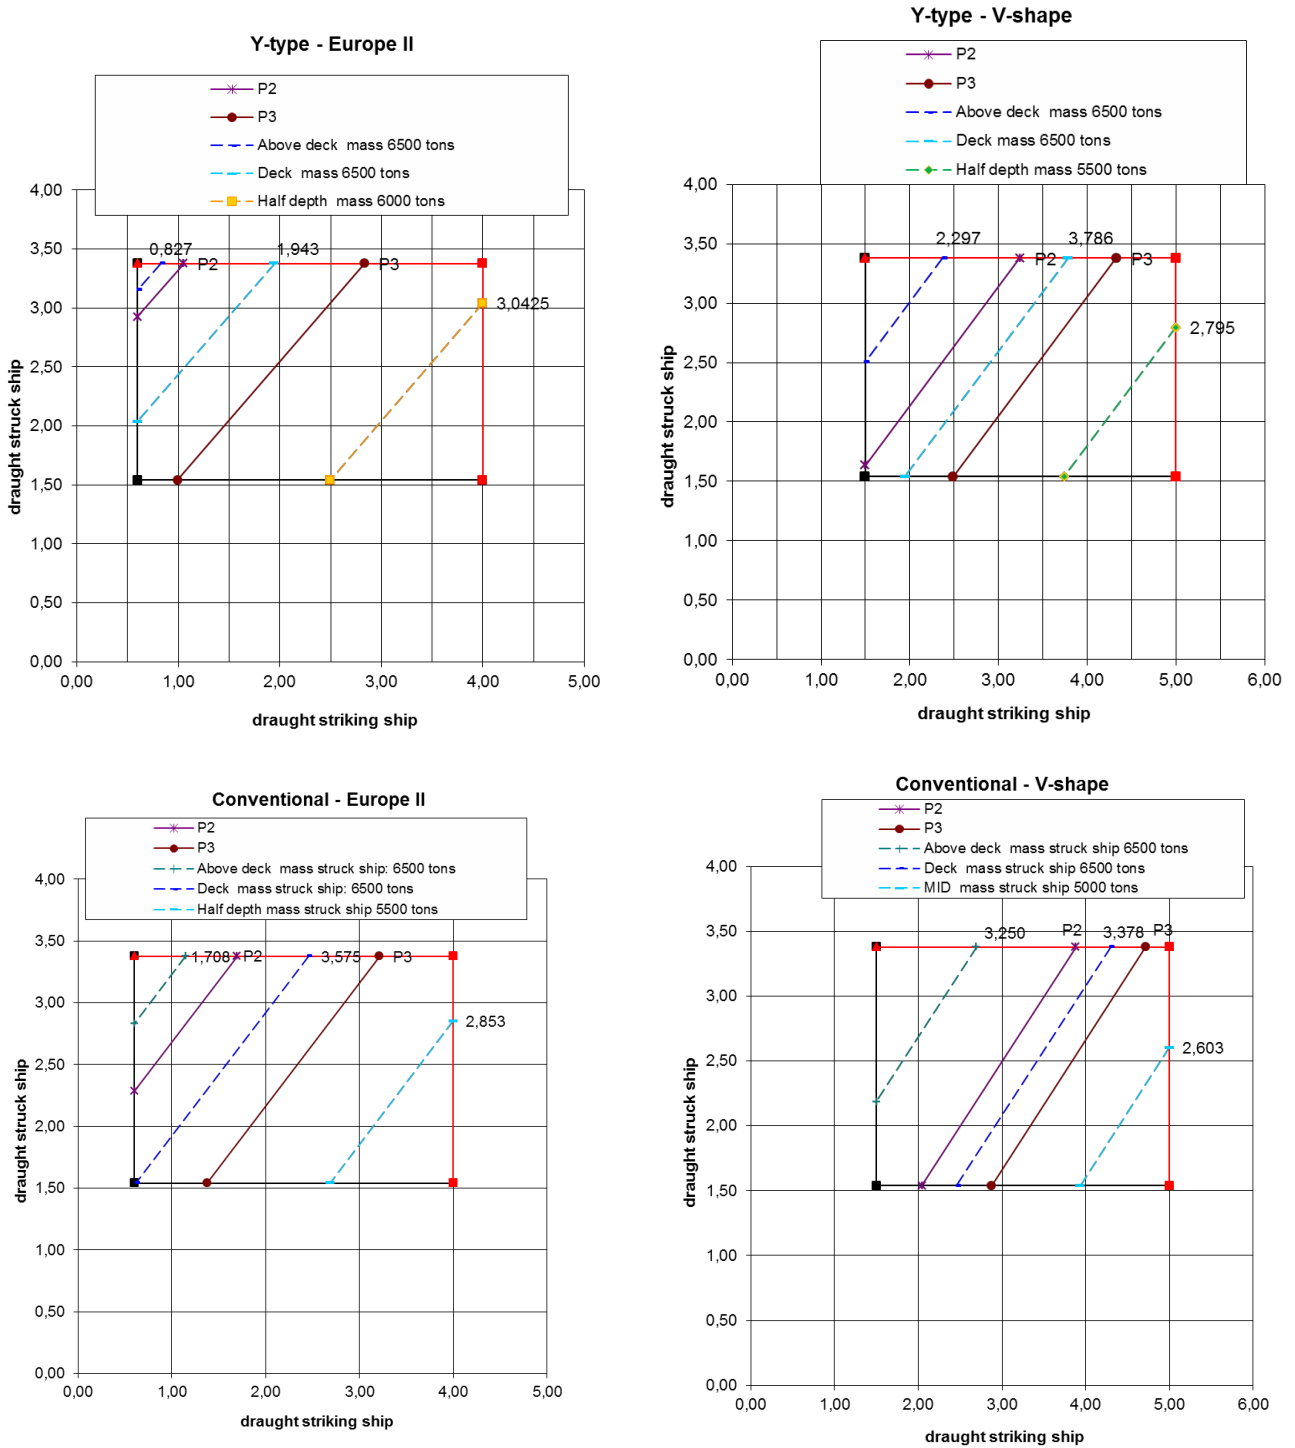 Y-type - Europe II
P2
P3
Above deck  mass 6500 tons
Deck  mass 6500 tons
Half depth  mass 6000 tons
4,00
3,50
3,00
2,50
2,00
1,50
1,00
0,50
0,00
0,827
P2
1,943
P3
3,0425
0,00
1,00
2,00
3,00
4,00
5,00
draught struck ship
draught striking ship
Y-type - V-shape
P2
P3
Above deck  mass 6500 tons
Deck mass 6500 tons
Half depth mass 5500 tons
4,00
3,50
3,00
2,50
2,00
1,50
1,00
0,50
0,00
2,297
P2
3,786
P3
2,795
0,00
1,00
2,00
3,00
4,00
5,00
6,00
draught struck ship
draught striking ship
Conventional - Europe II
P2
P3
Above deck  mass struck ship: 6500 tons
Deck  mass struck ship: 6500 tons
Half depth mass struck ship 5500 tons
4,00
3,50
3,00
2,50
2,00
1,50
1,00
0,50
0,00
1,708
P2
3,575
P3
2,853
0,00
1,00
2,00
3,00
4,00
5,00
draught struck ship
draught striking ship
Conventional - V-shape
P2
P3
Above deck  mass struck ship 6500 tons
Deck  mass struck ship 6500 tons
MID  mass struck ship 5000 tons
4,00
3,50
3,00
2,50
2,00
1,50
1,00
0,50
0,00
3,250
P2
3,378
P3
2,603
0,00
1,00
2,00
3,00
4,00
5,00
6,00
draught struck ship
draught striking ship